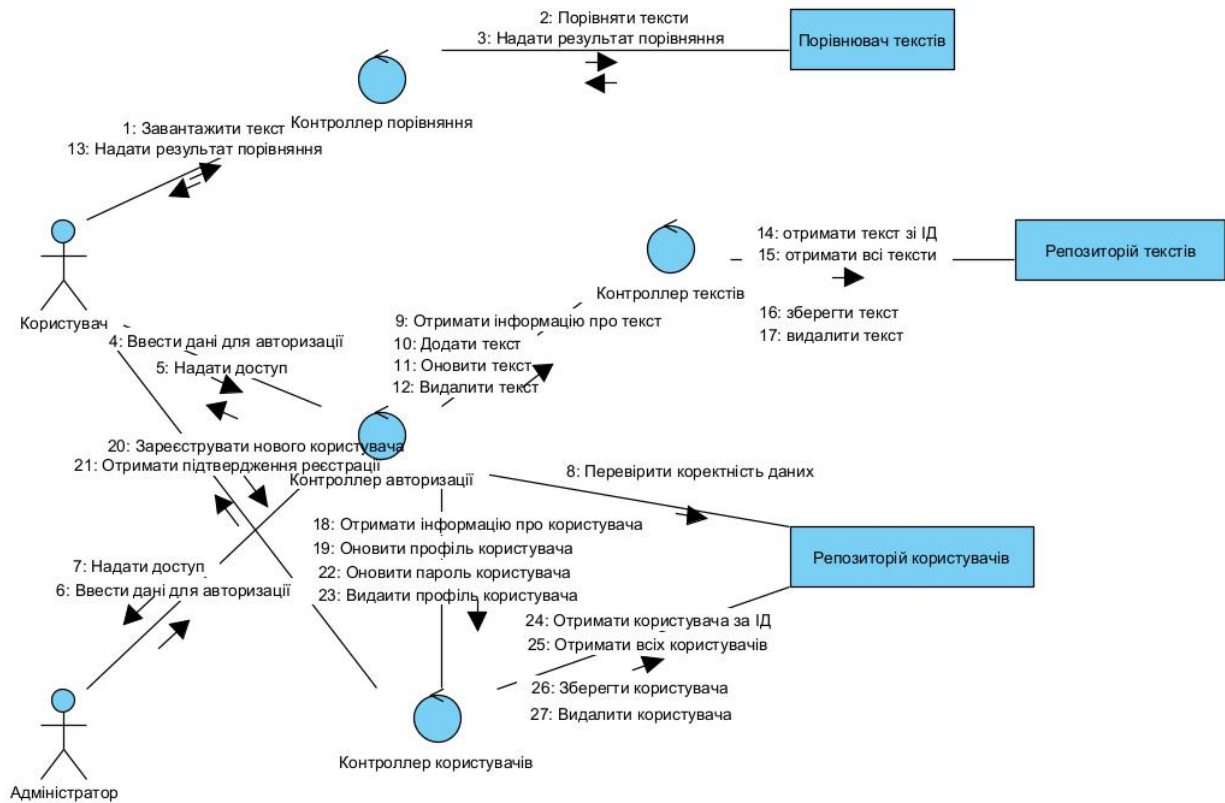 2: Порівняти тексти
3: Надати результат порівняння
Порівнювач текстів
Контроллер порівняння
1: Завантажити текст
13: Надати результат порівняння
Користувач
14: отримати текст зі ІД
15: отримати всі тексти
Репозиторій текстів
Контроллер текстів
16: зберегти текст
17: видалити текст
9: Отримати інформацію про текст
10: Додати текст
11: Оновити текст
12: Видалити текст
4: Ввести дані для авторизації
5: Надати доступ
20: Зареєструвати нового користувача
21: Отримати підтвердження реєстрації
Контроллер авторизації
8: Перевірити коректність даних
Репозиторій користувачів
18: Отримати інформацію про користувача
19: Оновити профіль користувача
22: Оновити пароль користувача
23: Видаити профіль користувача
7: Надати доступ
6: Ввести дані для авторизації
24: Отримати користувача за ІД
25: Отримати всіх користувачів
26: Зберегти користувача
27: Видалити користувача
Контроллер користувачів
Адміністратор